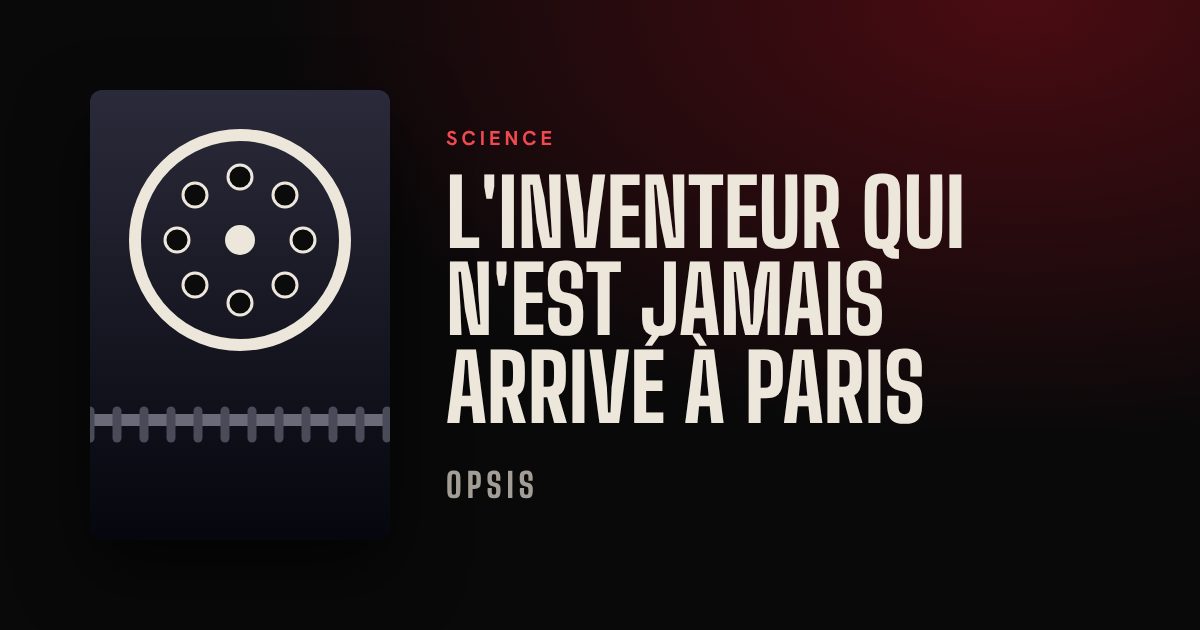 SCIENCE
L'INVENTEUR QUI
N'EST JAMAIS
ARRIVÉ À PARIS
OPSIS